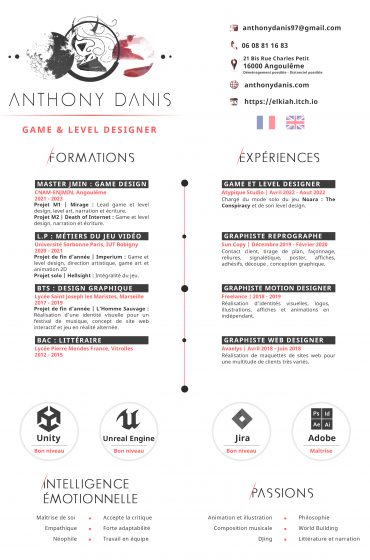 ANTHONY DANIS
GAME & LEVEL DESIGNER
anthonydanis97@gmail.com
06 08 81 16 83
21 Bis Rue Charles Petit
16000 Angoulême
Déménagement possible - Distanciel possible
anthonydanis.com
https://elkiah.itch.io
FORMATIONS
MASTER JMIN : GAME DESIGN
CNAM-ENJMIN, Angoulême
2021 - 2023
Projet M1 | Mirage : Lead game et level
design, level art, narration et écriture.
Projet M2 | Death of Internet : Game et level
design, narration et écriture.
L.P : MÉTIERS DU JEU VIDÉO
Université Sorbonne Paris, IUT Bobigny
2020 - 2021
Projet de fin d'année | Imperium : Game et
level design, direction artistique, game art et
animation 2D
Projet solo | Hellsight : Intégralité du jeu.
BTS : DESIGN GRAPHIQUE
Lycée Saint Joseph les Maristes, Marseille
2017 - 2019
Projet de fin d'années | L'Homme Sauvage :
Réalisation d'une identité visuelle pour un
festival de musique, concept de site web
interactif et jeu en réalité alternée.
BAC : LITTÉRAIRE
Lycée Pierre Mendes France, Vitrolles
2012 - 2015
EXPÉRIENCES
GAME ET LEVEL DESIGNER
Atypique Studio | Avril 2022 - Aout 2022
Chargé du mode solo du jeu Noara : The
Conspiracy et de son level design.
GRAPHISTE REPROGRAPHE
Sun Copy | Décembre 2019 - Février 2020
Contact client, tirage de plan, façonnage,
reliures, signalétique, poster, affiches,
adhésifs, découpe, conception graphique.
GRAPHISTE MOTION DESIGNER
Freelance | 2018 - 2019
Réalisation d'identités visuelles, logos,
illustrations, affiches et animations en
indépendant.
GRAPHISTE WEB DESIGNER
Avanlys | Avril 2018 - Juin 2018
Réalisation de maquettes de sites web pour
une multitude de clients très variés.
Unity
Bon niveau
Unreal Engine
Bon niveau
Jira
Bon niveau
Ps Id
Ae Ai
Adobe
Maîtrise
INTELLIGENCE
ÉMOTIONNELLE
Maîtrise de soi • Accepte la critique
Empathique • Forte adaptabilité
Néophile • Travail en équipe
PASSIONS
Animation et illustration • Philosophie
Composition musicale • World Building
DJing • Littérature et narration